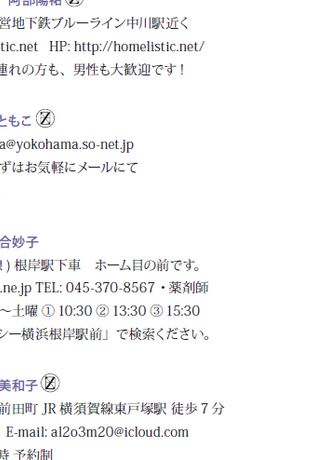 阿部陽祐 Ⓩ
営地下鉄ブルーライン中川駅近く
tic.net HP: http://homelistic.net/
連れの方も、男性も大歓迎です!
ともこ Ⓩ
a@yokohama.so-net.jp
ずはお気軽にメールにて
合妙子
) 根岸駅下車 ホーム目の前です。
.ne.jp TEL: 045-370-8567・薬剤師
~土曜 ① 10:30 ② 13:30 ③ 15:30
シー横浜根岸駅前」で検索ください。
美和子 Ⓩ
前田町 JR 横須賀線東戸塚駅 徒歩 7 分
E-mail: al2o3m20@icloud.com
時 予約制